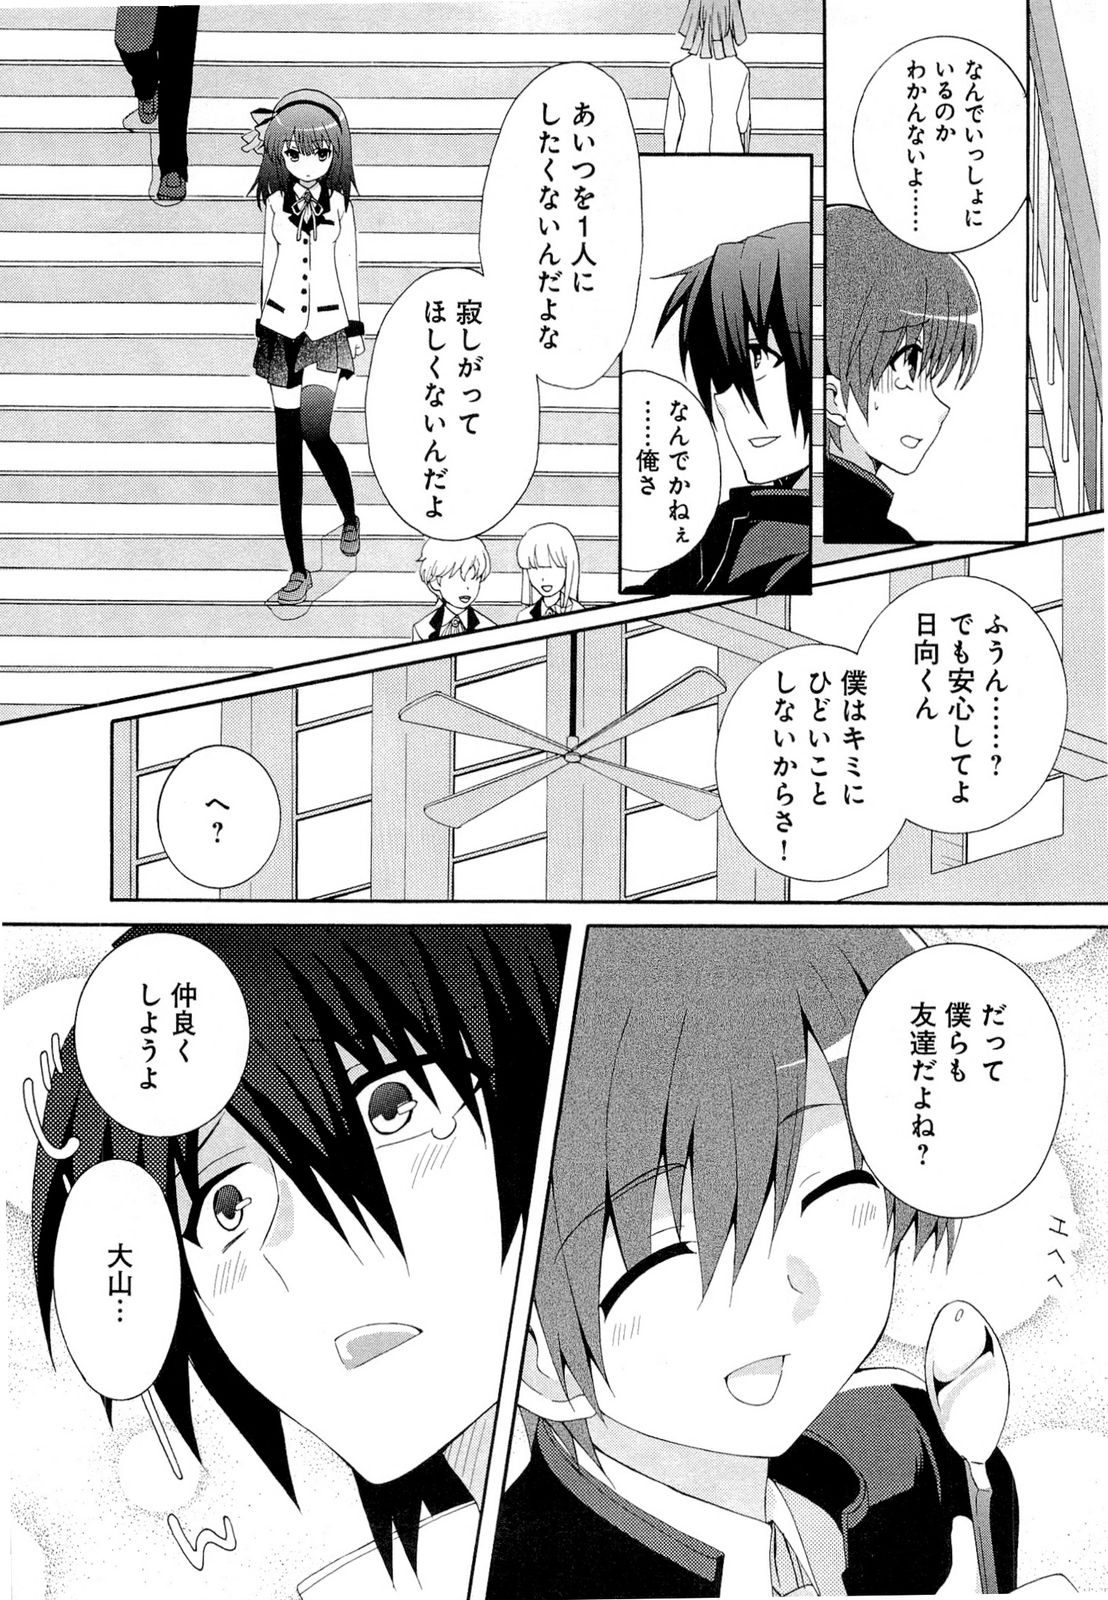 なんでいっしょに
いるのか
わかんないよ……
なんでかねぇ
……俺さ
あいつを1人に
したくないんだよな
寂しがって
ほしくないんだよ
ふうん……?
でも安心してよ
日向くん
僕はキミに
ひどいこと
しないからさ!
へ?
だって
僕らも
友達だよね?
エヘヘ
仲良く
しようよ
大山…
じーん